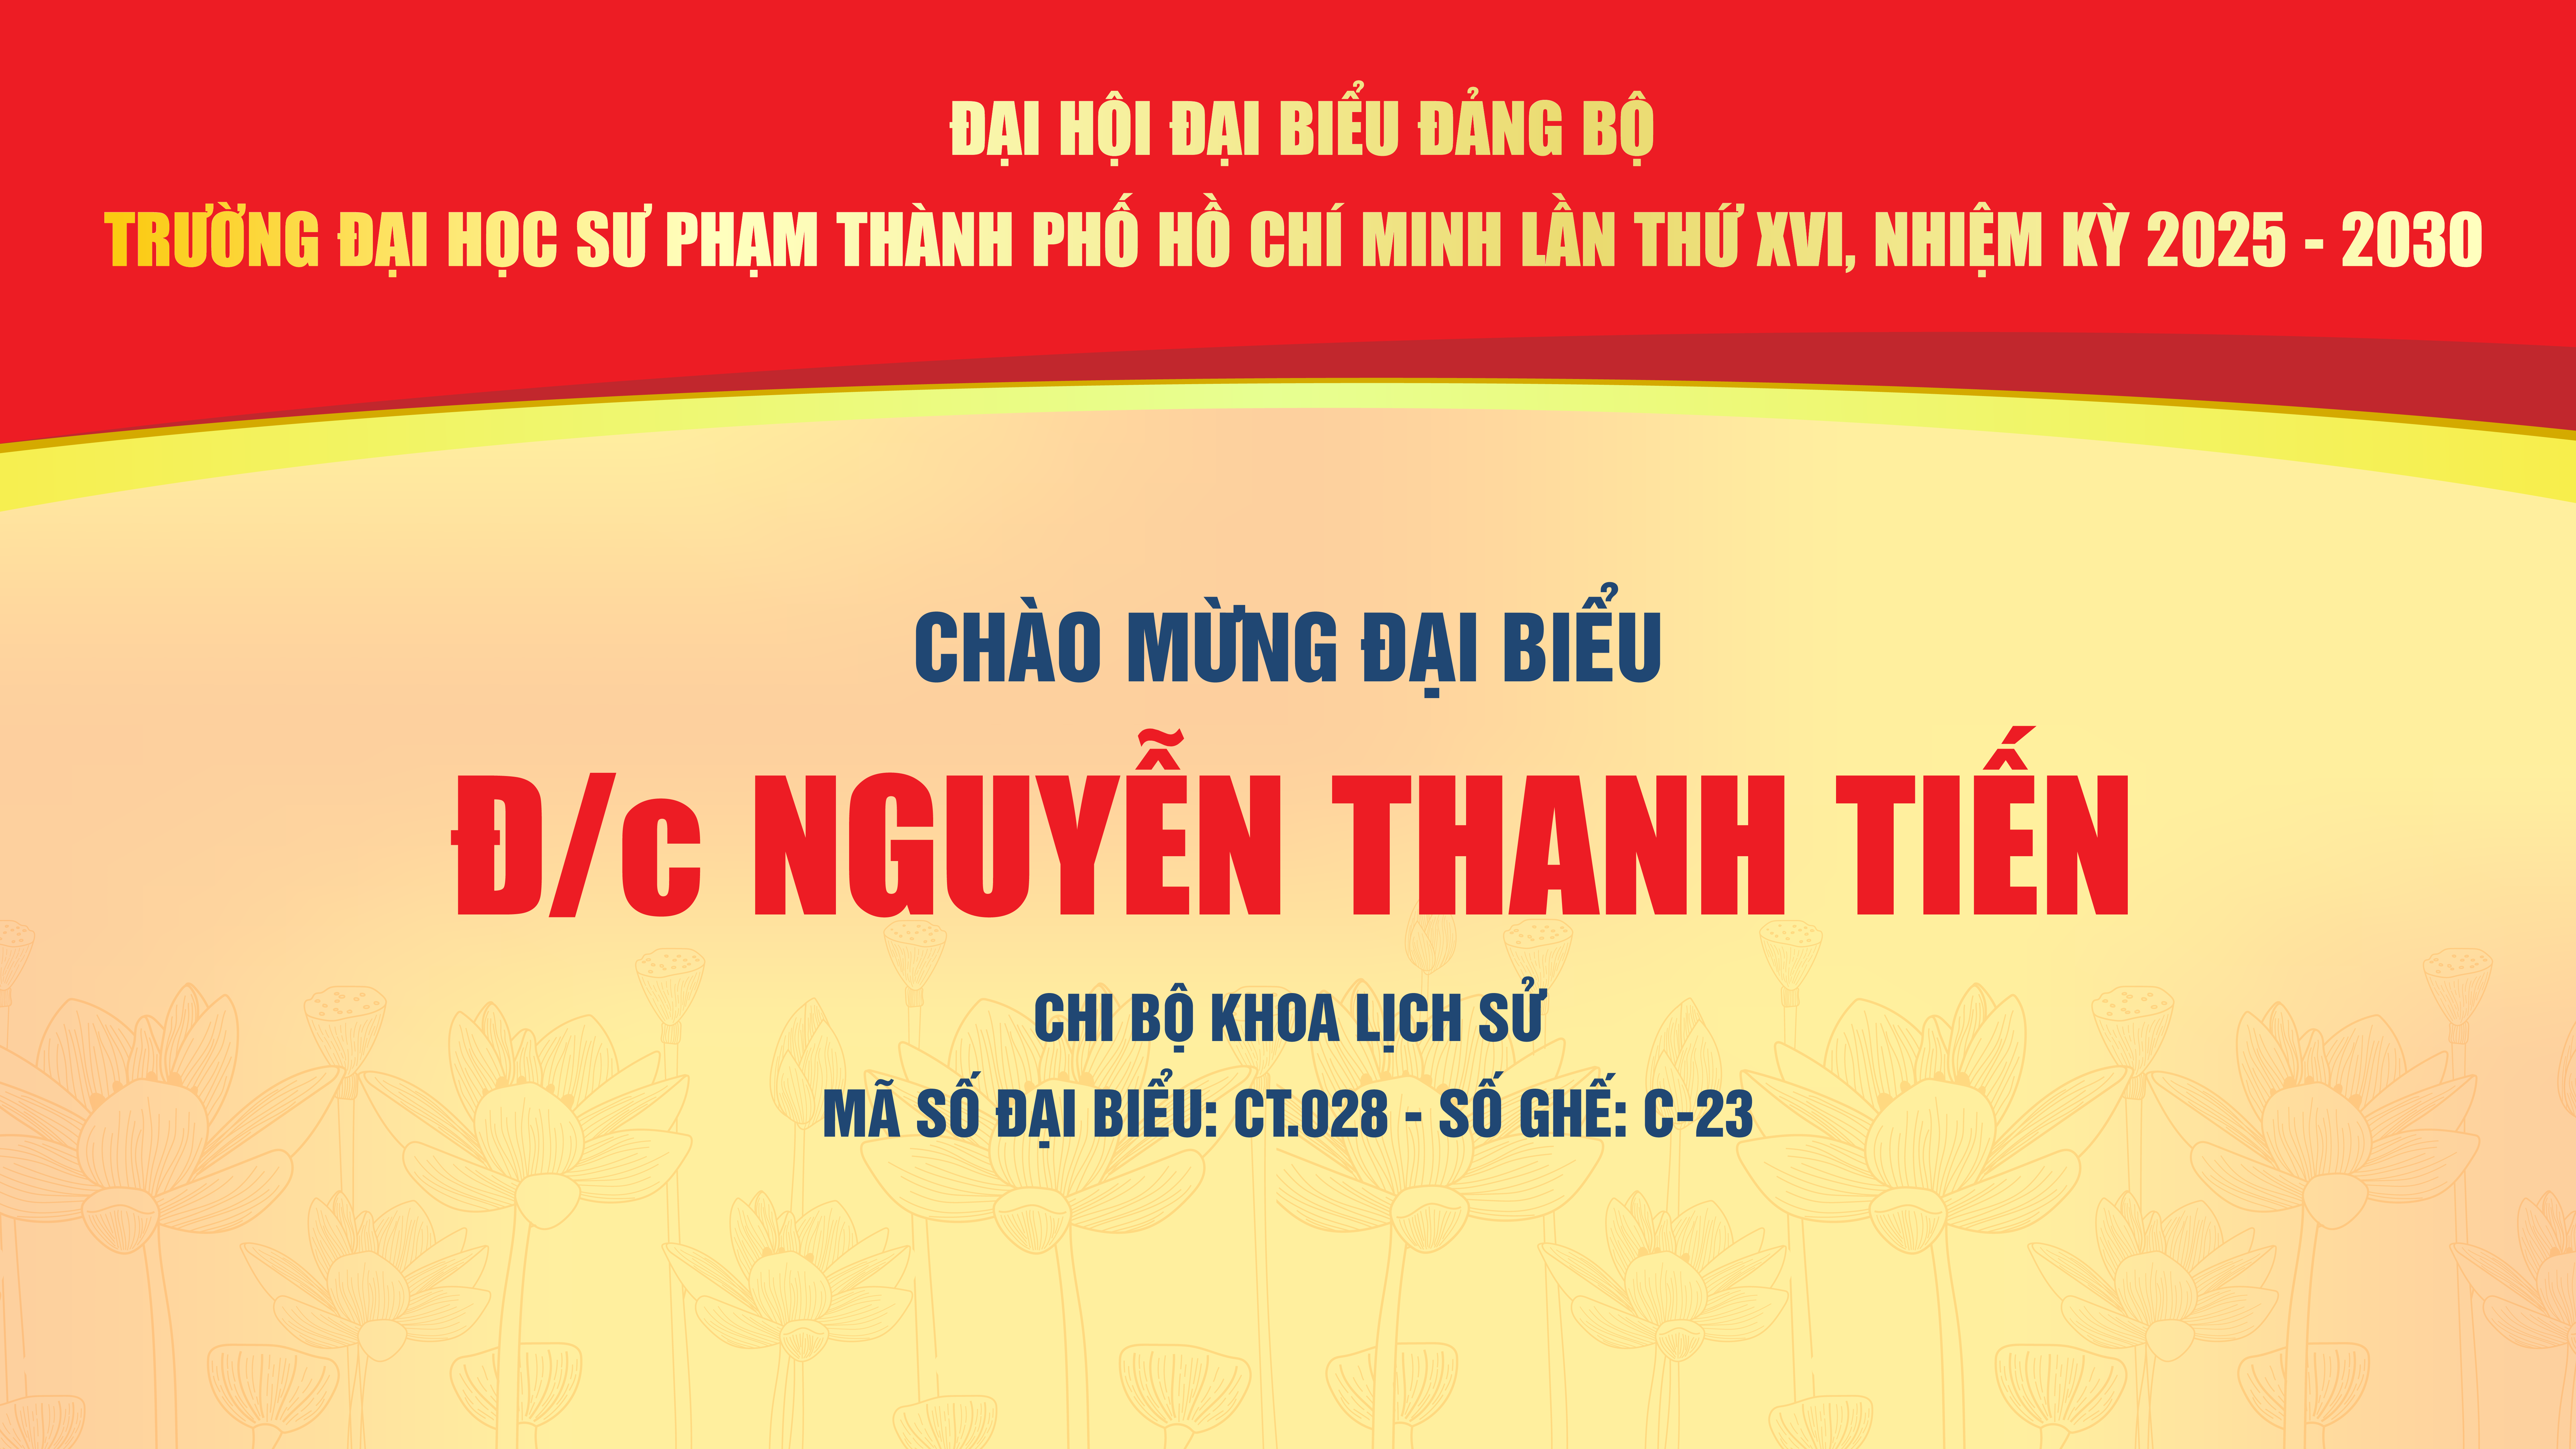 ĐẠI HỘI ĐẠI BIỂU ĐẢNG BỘ
TRƯỜNG ĐẠI HỌC SƯ PHẠM THÀNH PHỐ HỒ CHÍ MINH LẦN THỨ XVI, NHIỆM KỲ 2025 - 2030
CHÀO MỪNG ĐẠI BIỂU
Đ/c NGUYỄN THANH TIẾN
CHI BỘ KHOA LỊCH SỬ
MÃ SỐ ĐẠI BIỂU: CT.028 - SỐ GHẾ: C-23